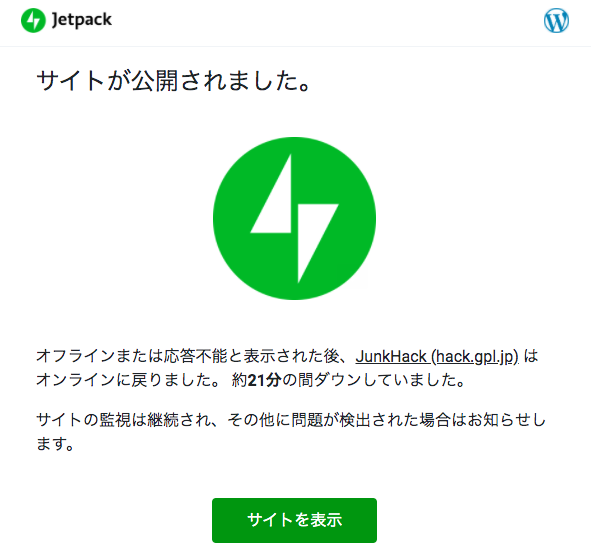 Jetpack
サイトが公開されました。
オフラインまたは応答不能と表示された後、JunkHack (hack.gpl.jp) は
オンラインに戻りました。 約21分の間ダウンしていました。
サイトの監視は継続され、その他に問題が検出された場合はお知らせし
ます。
サイトを表示